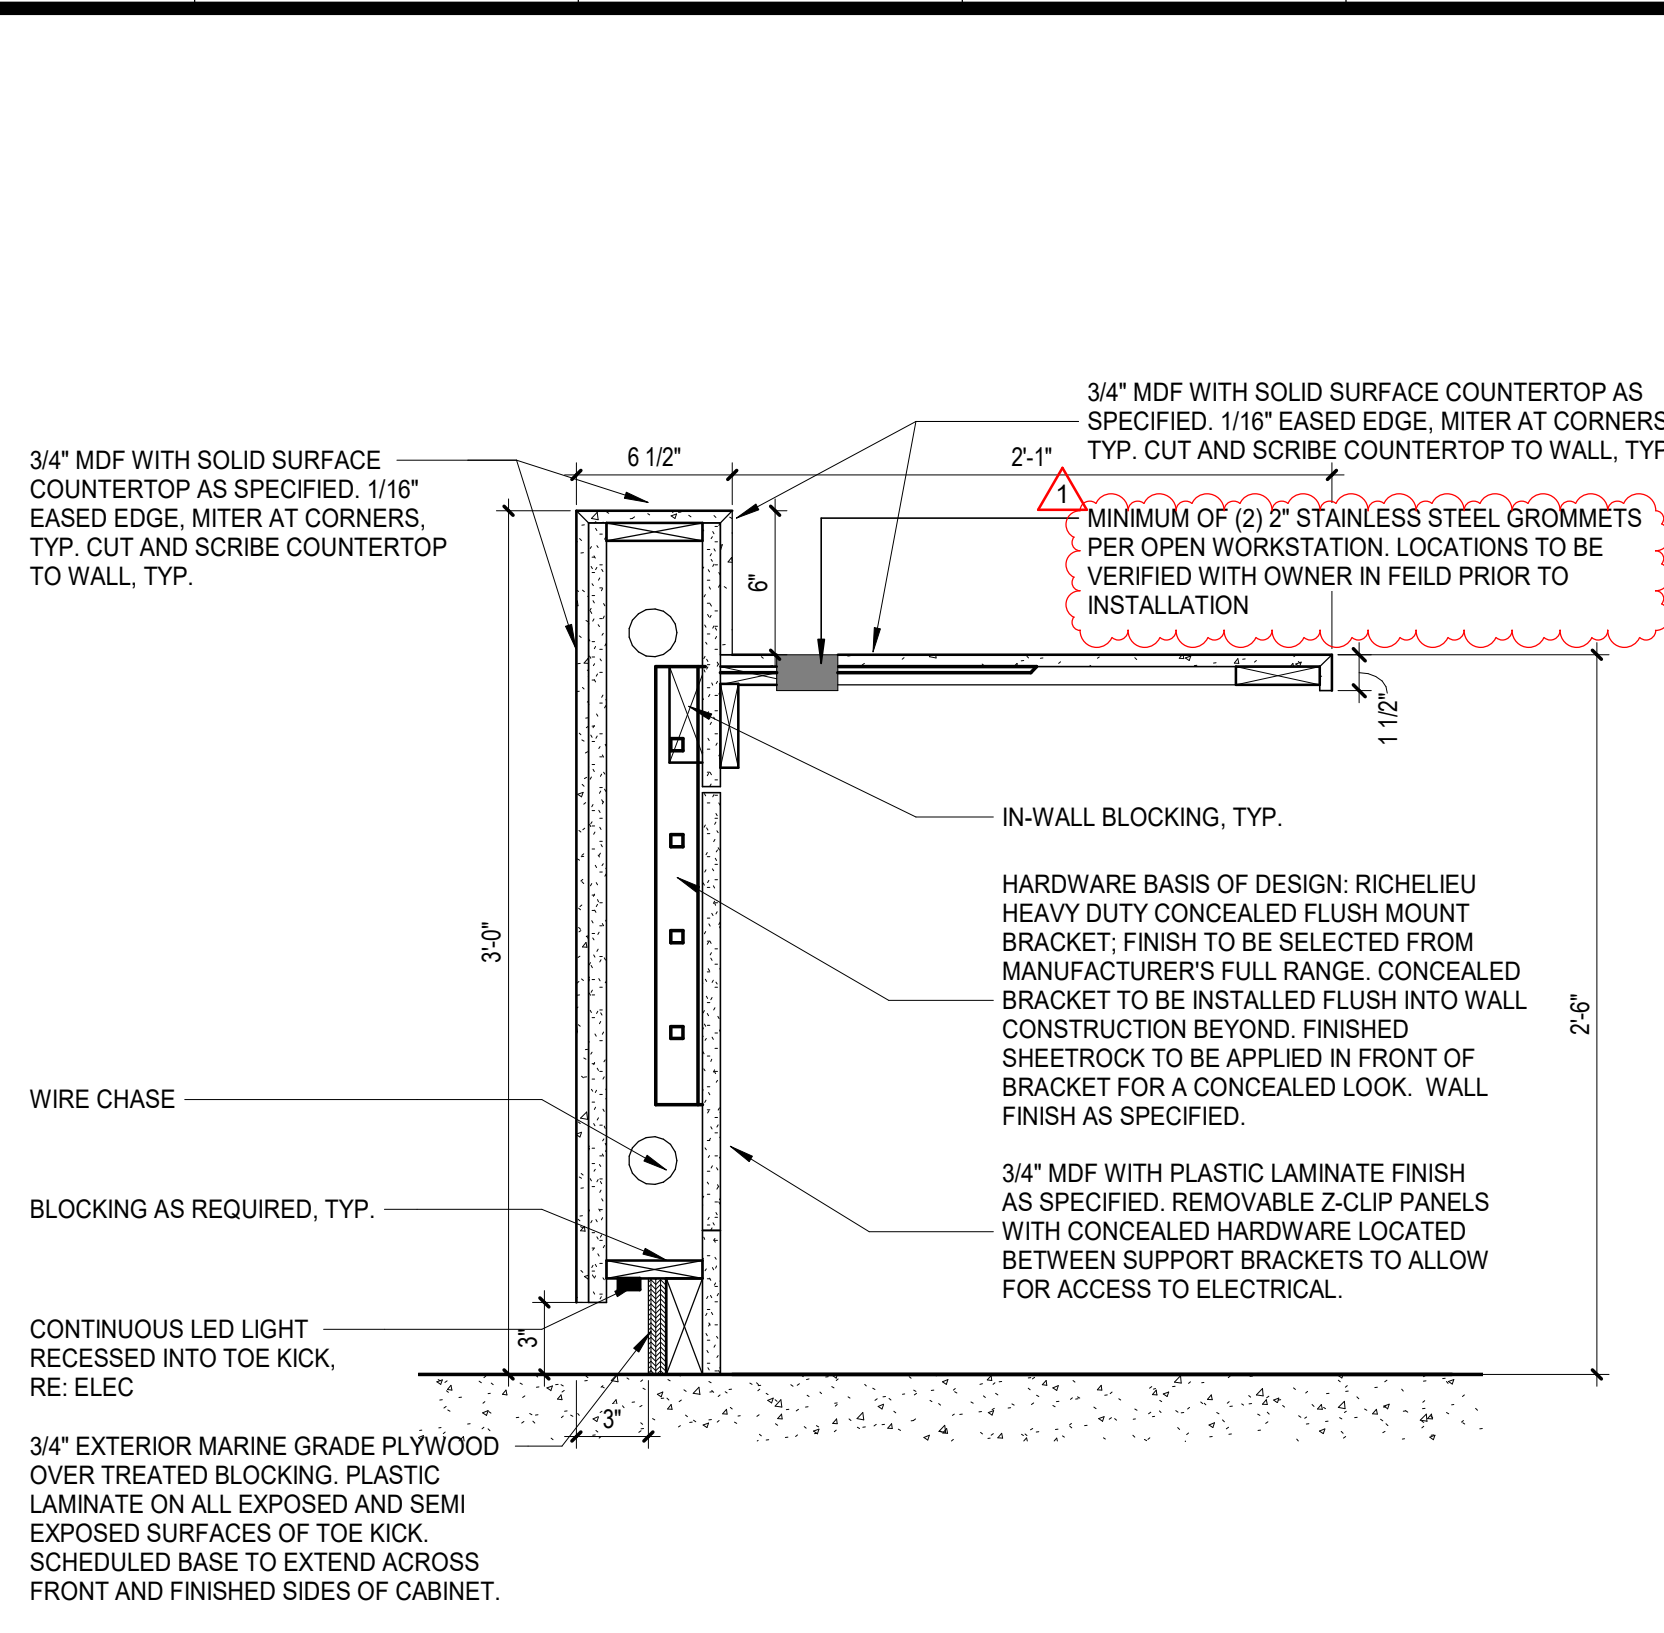 3/4" MDF WITH SOLID SURFACE COUNTERTOP AS
SPECIFIED. 1/16" EASED EDGE, MITER AT CORNERS
TYP. CUT AND SCRIBE COUNTERTOP TO WALL, TYP
3/4" MDF WITH SOLID SURFACE
COUNTERTOP AS SPECIFIED. 1/16"
EASED EDGE, MITER AT CORNERS,
TYP. CUT AND SCRIBE COUNTERTOP
TO WALL, TYP.
6 1/2"
2'-1"
1
MINIMUM OF (2) 2" STAINLESS STEEL GROMMETS
PER OPEN WORKSTATION. LOCATIONS TO BE
VERIFIED WITH OWNER IN FEILD PRIOR TO
INSTALLATION
6"
1 1/2"
IN-WALL BLOCKING, TYP.
HARDWARE BASIS OF DESIGN: RICHELIEU
HEAVY DUTY CONCEALED FLUSH MOUNT
BRACKET; FINISH TO BE SELECTED FROM
MANUFACTURER'S FULL RANGE. CONCEALED
BRACKET TO BE INSTALLED FLUSH INTO WALL
CONSTRUCTION BEYOND. FINISHED
SHEETROCK TO BE APPLIED IN FRONT OF
BRACKET FOR A CONCEALED LOOK. WALL
FINISH AS SPECIFIED.
3'-0"
2'-6"
WIRE CHASE
3/4" MDF WITH PLASTIC LAMINATE FINISH
AS SPECIFIED. REMOVABLE Z-CLIP PANELS
WITH CONCEALED HARDWARE LOCATED
BETWEEN SUPPORT BRACKETS TO ALLOW
FOR ACCESS TO ELECTRICAL.
BLOCKING AS REQUIRED, TYP.
CONTINUOUS LED LIGHT
RECESSED INTO TOE KICK,
RE: ELEC
3"
3"
3/4" EXTERIOR MARINE GRADE PLYWOOD
OVER TREATED BLOCKING. PLASTIC
LAMINATE ON ALL EXPOSED AND SEMI
EXPOSED SURFACES OF TOE KICK.
SCHEDULED BASE TO EXTEND ACROSS
FRONT AND FINISHED SIDES OF CABINET.